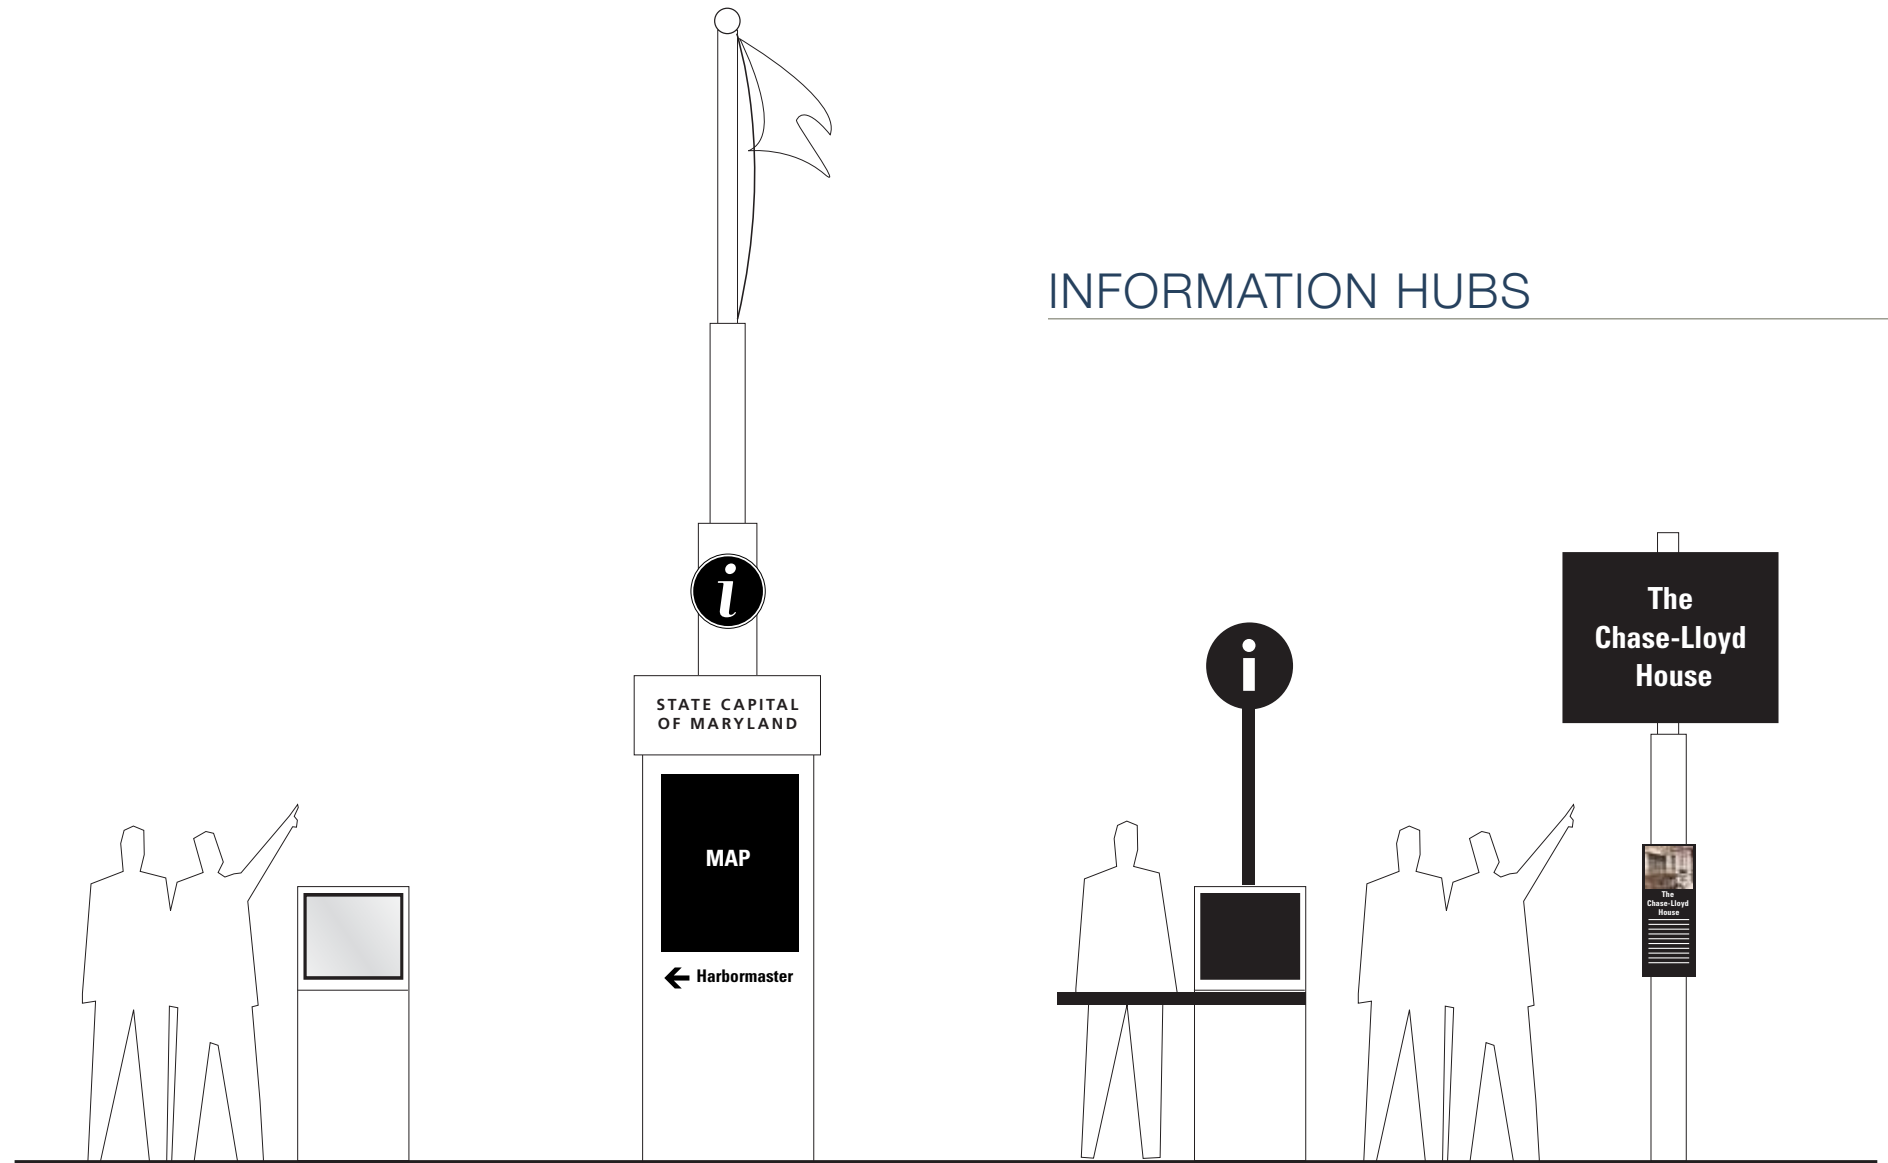 INFORMATION HUBS
i
STATE CAPITAL
OF MARYLAND
MAP
Harbormaster
i
The
Chase-Lloyd
House
The
Chase-Lloyd
House